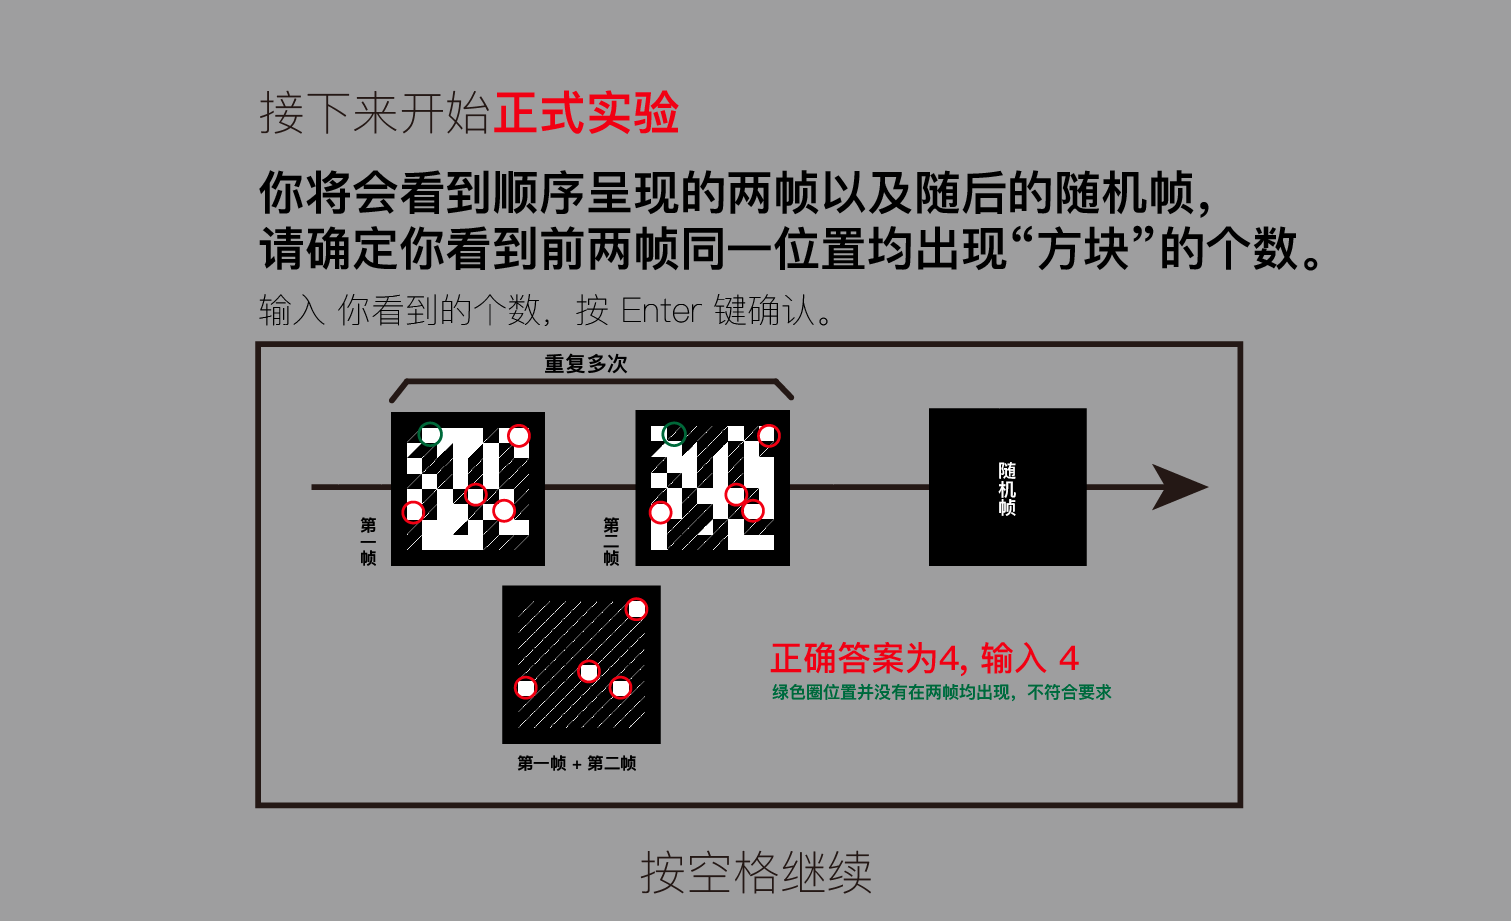 接下来开始正式实验
你将会看到顺序呈现的两帧以及随后的随机帧，
请确定你看到前两帧同一位置均出现“方块”的个数。
输入 你看到的个数，按 Enter 键确认。
重复多次
第一帧
第二帧
随机帧
正确答案为4, 输入 4
绿色圈位置并没有在两帧均出现，不符合要求
第一帧 + 第二帧
按空格继续